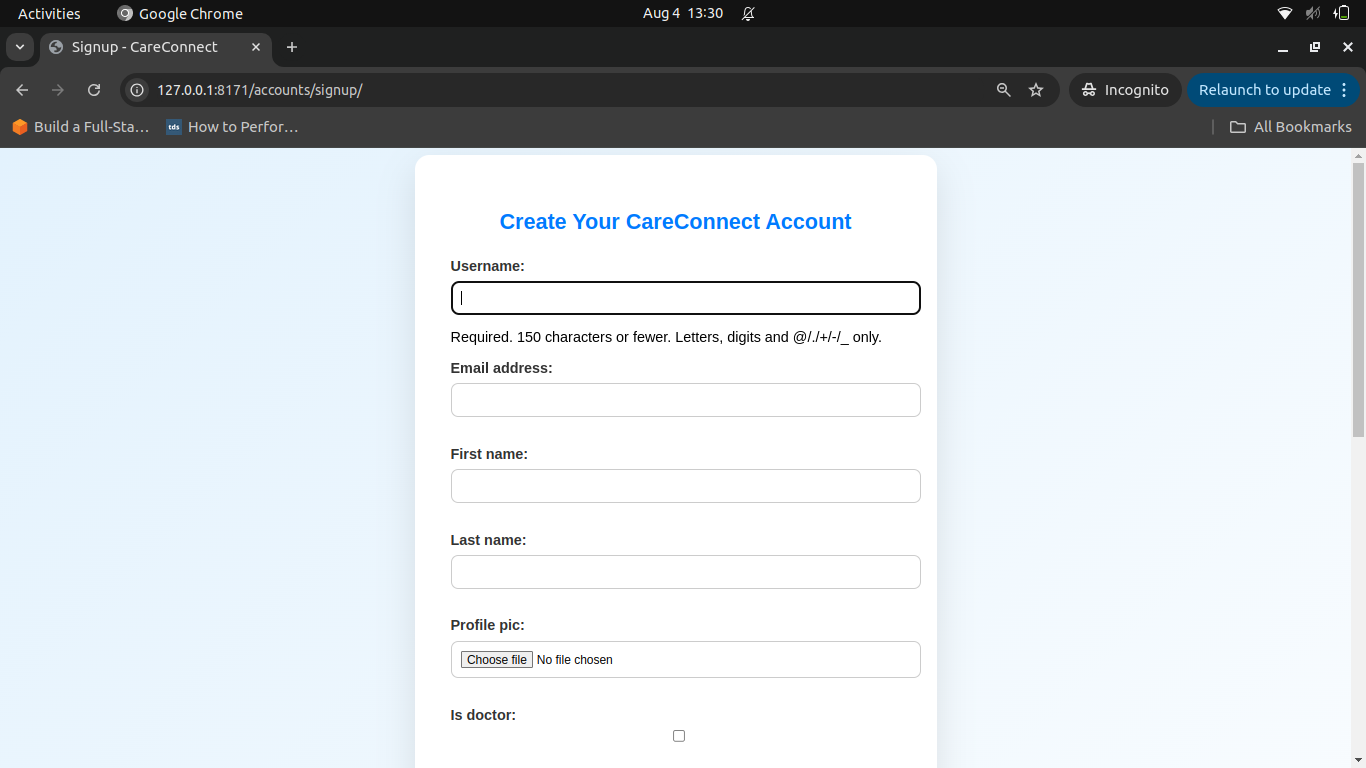 Activities Google Chrome Aug 4 13:30
Signup - CareConnect
127.0.0.1:8171/accounts/signup/ Incognito Relaunch to update
Build a Full-Sta... tds How to Perfor... All Bookmarks
Create Your CareConnect Account
Username:
Required. 150 characters or fewer. Letters, digits and @/./+/-/_ only.
Email address:
First name:
Last name:
Profile pic:
Choose file No file chosen
Is doctor: